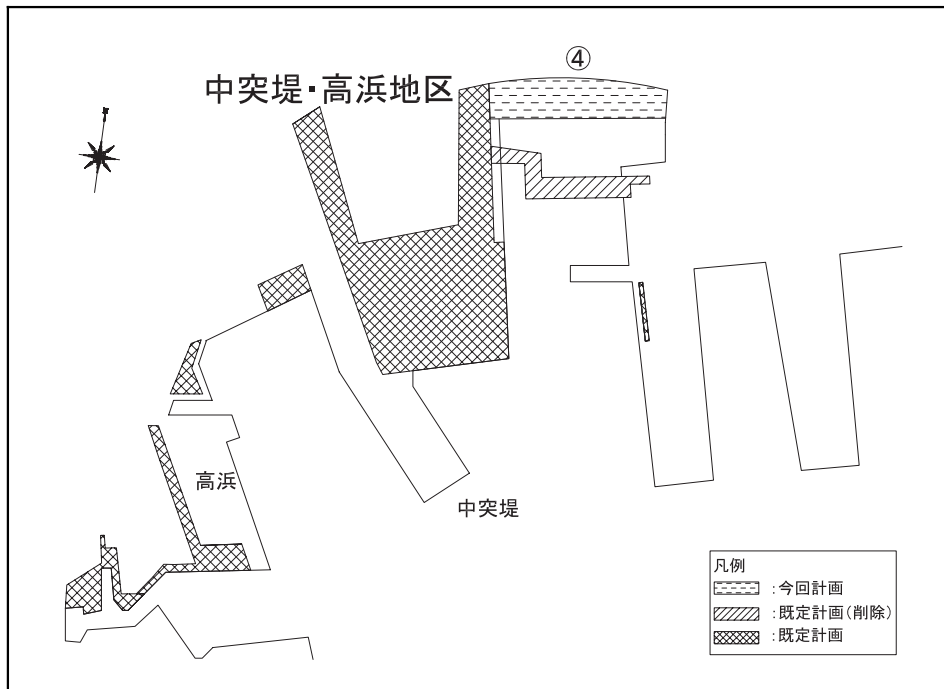 ④
中突堤・高浜地区
高浜
中突堤
凡例
：今回計画
：既定計画（削除）
：既定計画